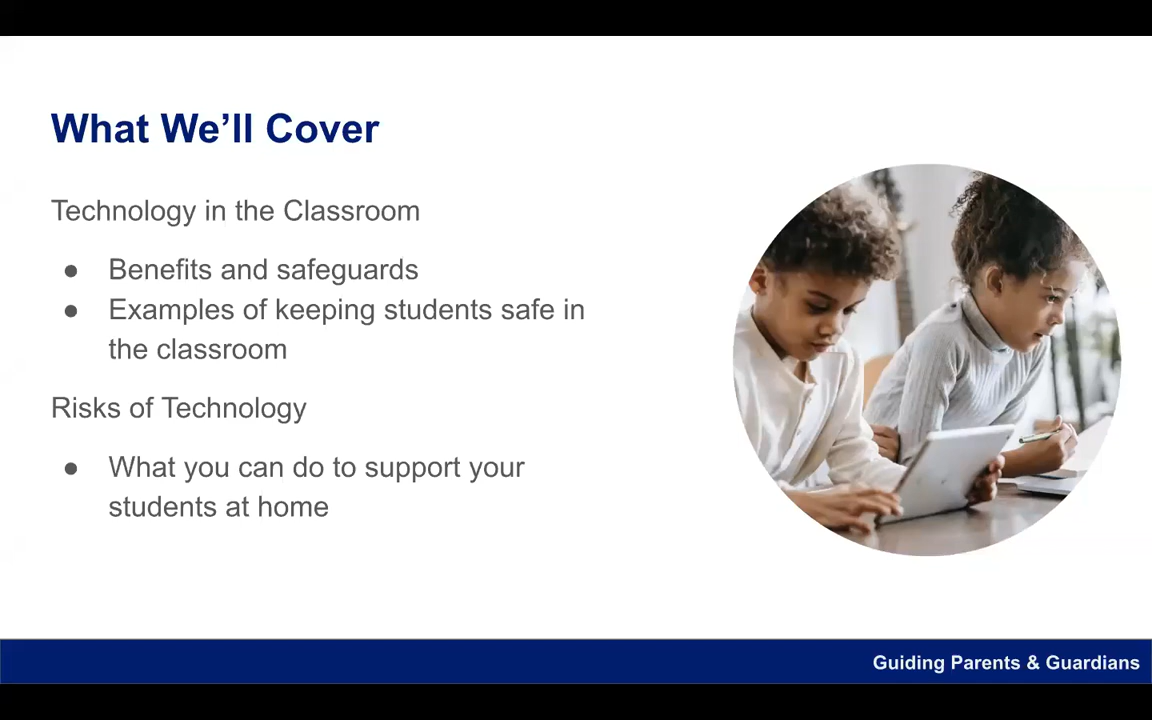 What We’ll Cover
Technology in the Classroom
● Benefits and safeguards
● Examples of keeping students safe in
the classroom
Risks of Technology
● What you can do to support your
students at home
Guiding Parents & Guardians